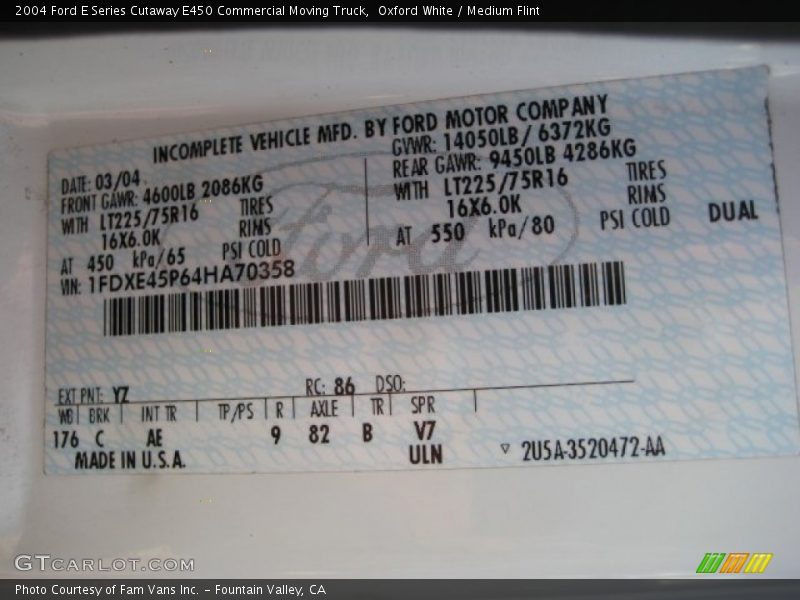 2004 Ford E Series Cutaway E450 Commercial Moving Truck,  Oxford White / Medium Flint
INCOMPLETE VEHICLE MFD. BY FORD MOTOR COMPANY
DATE: 03/04
GVWR: 14050LB / 6372KG
FRONT GAWR: 4600LB 2086KG
REAR GAWR: 9450LB 4286KG
WITH LT225/75R16 TIRES
WITH LT225/75R16 TIRES
16X6.0K RIMS
16X6.0K RIMS
AT 450 kPa/65 PSI COLD
AT 550 kPa/80 PSI COLD DUAL
VIN: 1FDXE45P64HA70358
Ford
EXT PNT: YZ RC: 86 DSO:
WB BRK INT TR TP/PS R AXLE TR SPR
176 C AE 9 82 B V7
MADE IN U.S.A. ULN 2U5A-3520472-AA
GTCARLOT.COM
Photo Courtesy of Fam Vans Inc. – Fountain Valley, CA